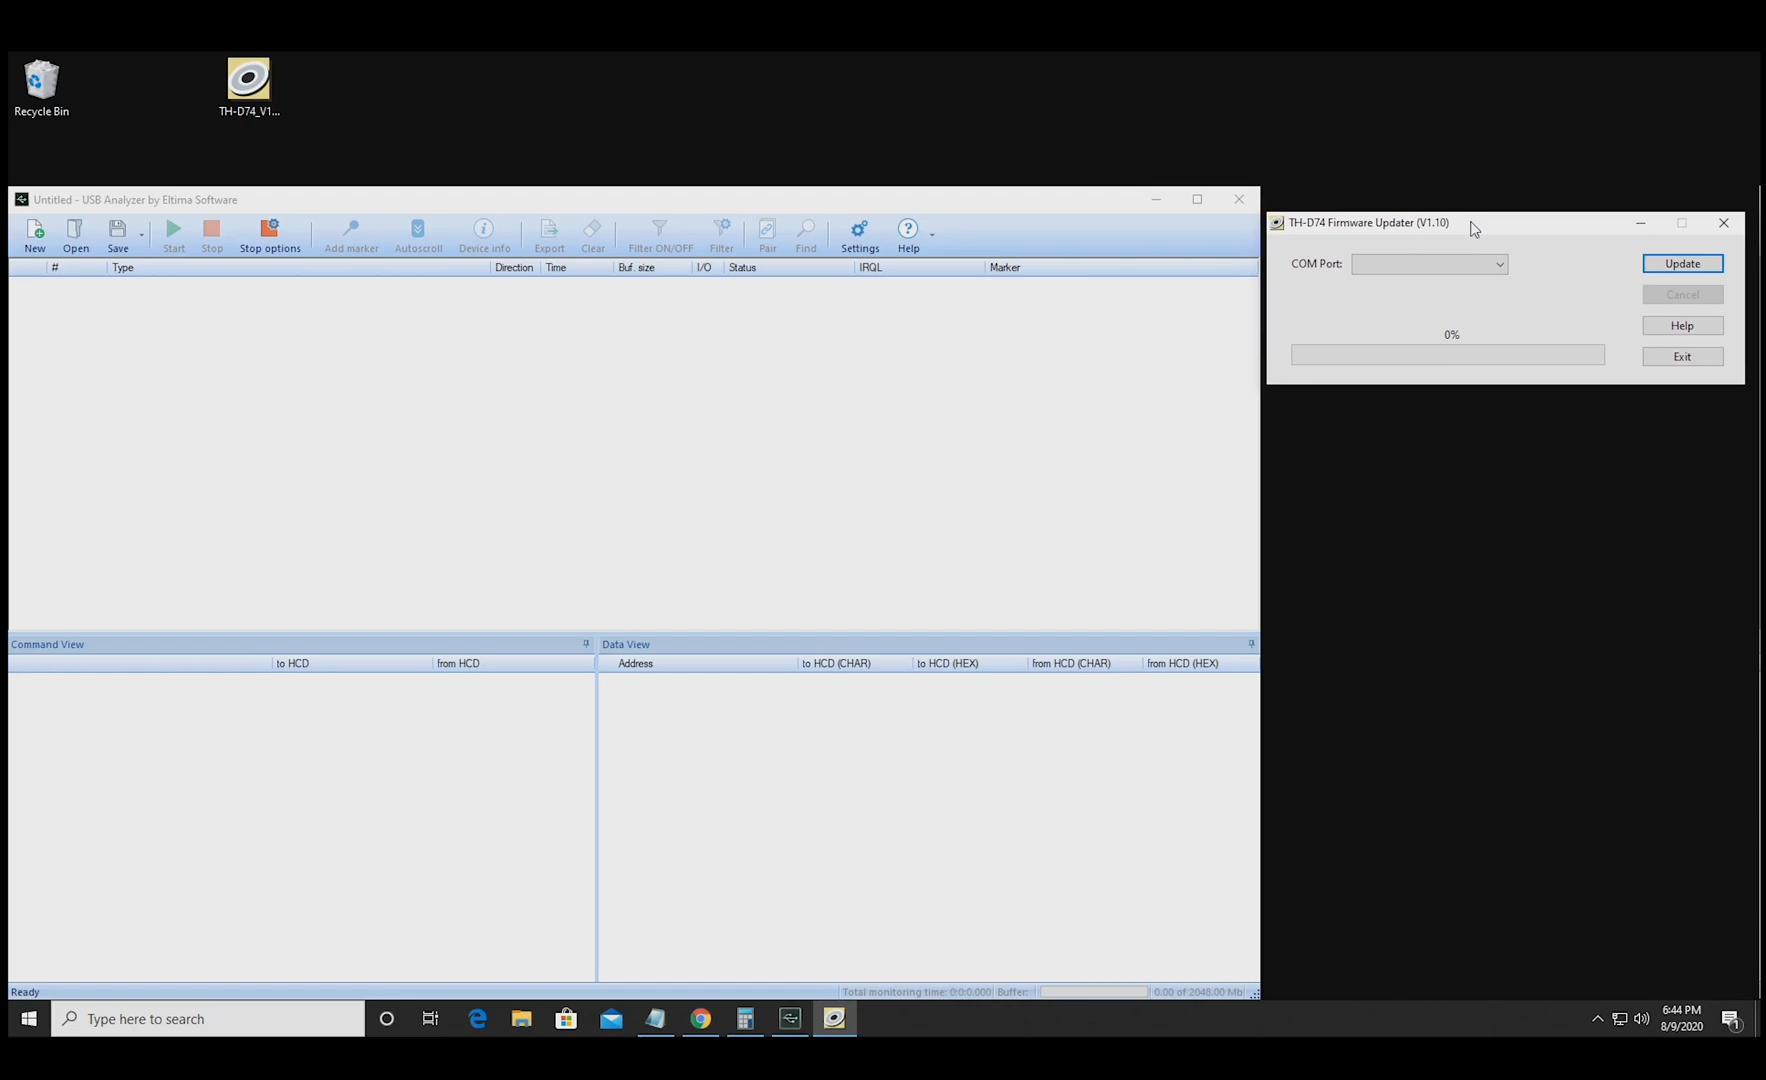 Recycle Bin
TH-D74_V1...
Untitled - USB Analyzer by Eltima Software
New Open Save Start Stop Stop options Add marker Autoscroll Device info Export Clear Filter ON/OFF Filter Pair Find Settings Help
# Type Direction Time Buf. size I/O Status IRQL Marker
TH-D74 Firmware Updater (V1.10)
COM Port:
Update
Cancel
0%
Help
Exit
Command View
to HCD from HCD
Data View
Address to HCD (CHAR) to HCD (HEX) from HCD (CHAR) from HCD (HEX)
Ready
Total monitoring time: 0:0:0.000 Buffer: 0.00 of 2048.00 Mb
Type here to search
6:44 PM
8/9/2020
1